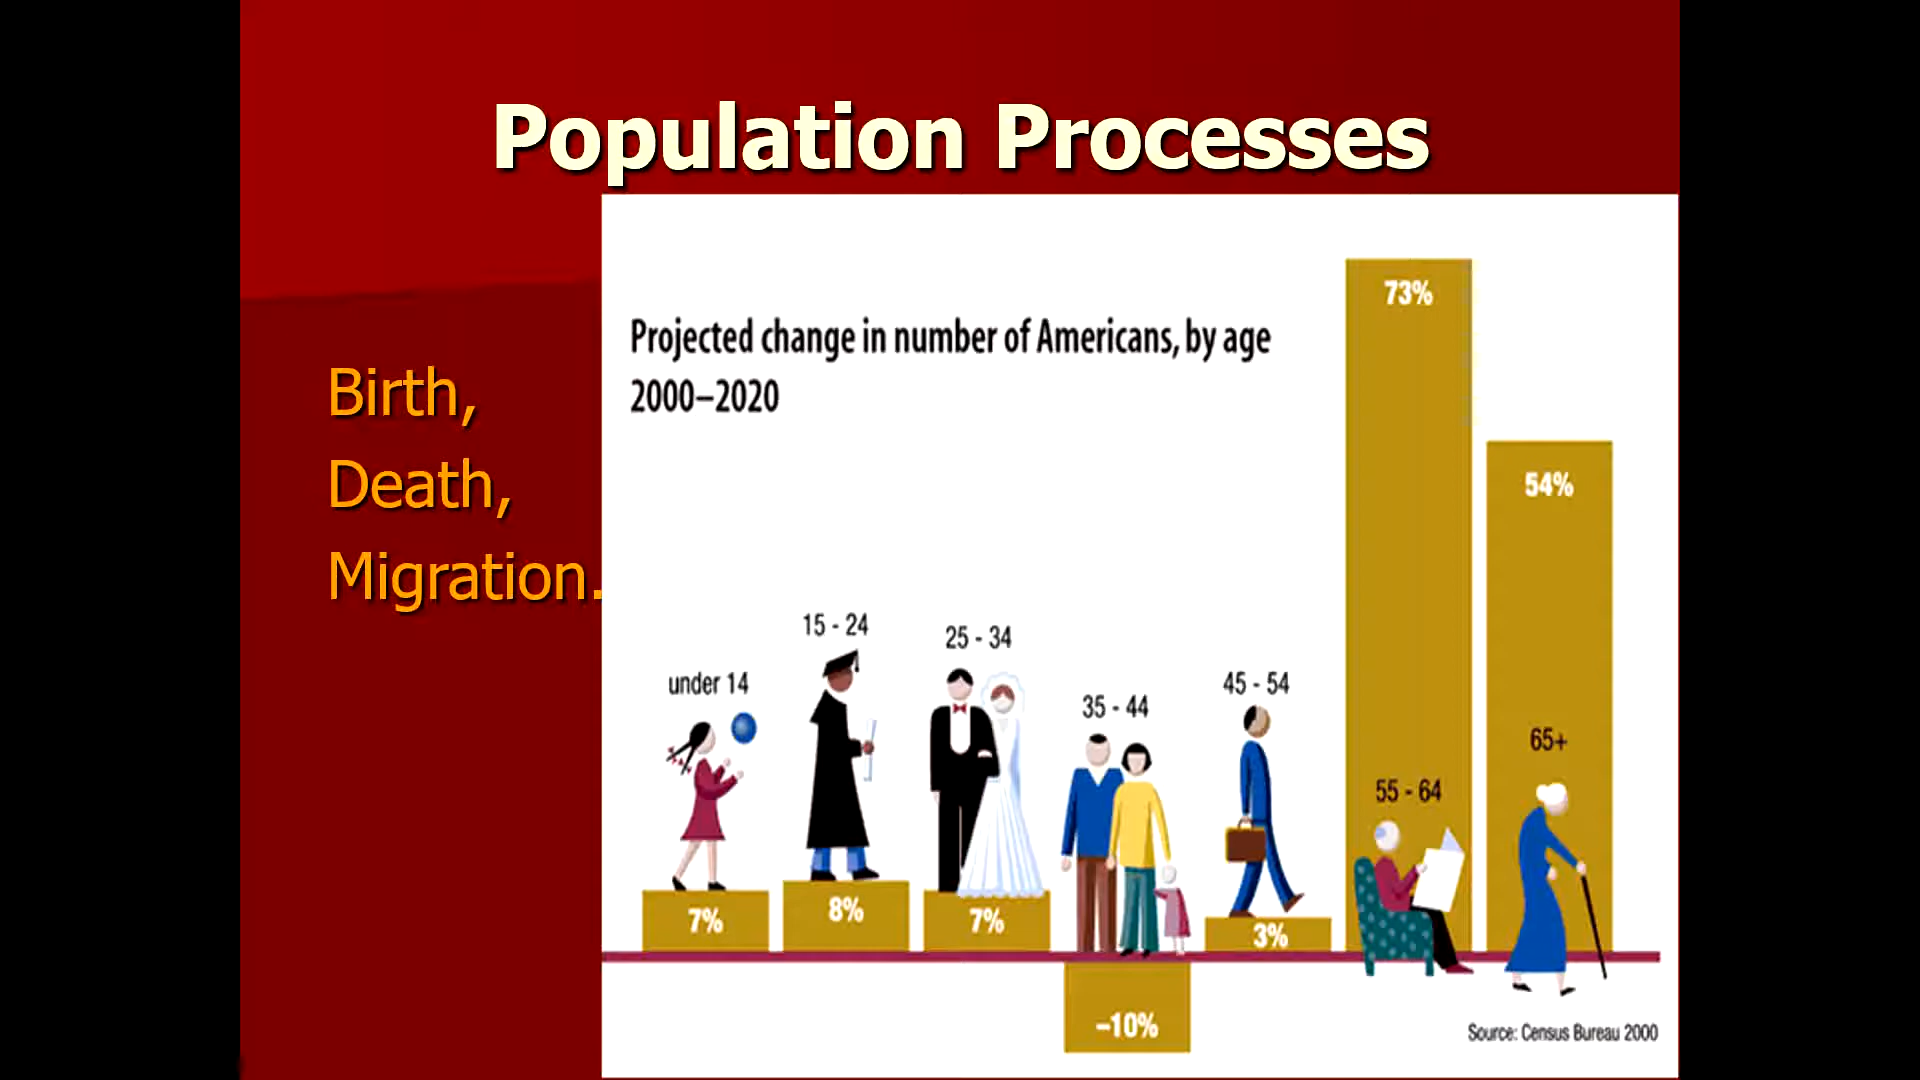 Population Processes
Birth,
Death,
Migration.
Projected change in number of Americans, by age
2000–2020
under 14
7%
15 - 24
8%
25 - 34
7%
35 - 44
–10%
45 - 54
3%
73%
55 - 64
54%
65+
Source: Census Bureau 2000